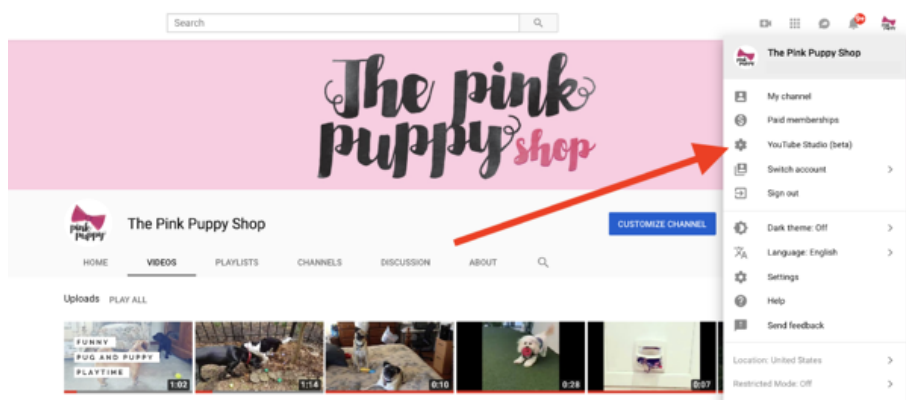 Search
9+
The pink
puppy shop
The Pink Puppy Shop
My channel
Paid memberships
YouTube Studio (beta)
Switch account
Sign out
Dark theme: Off
Language: English
Settings
Help
Send feedback
Location: United States
Restricted Mode: Off
pink
puppy
The Pink Puppy Shop
CUSTOMIZE CHANNEL
HOME VIDEOS PLAYLISTS CHANNELS DISCUSSION ABOUT
Uploads PLAY ALL
FUNNY
PUG AND PUPPY
PLAYTIME
1:02
1:14
0:10
0:28
0:07